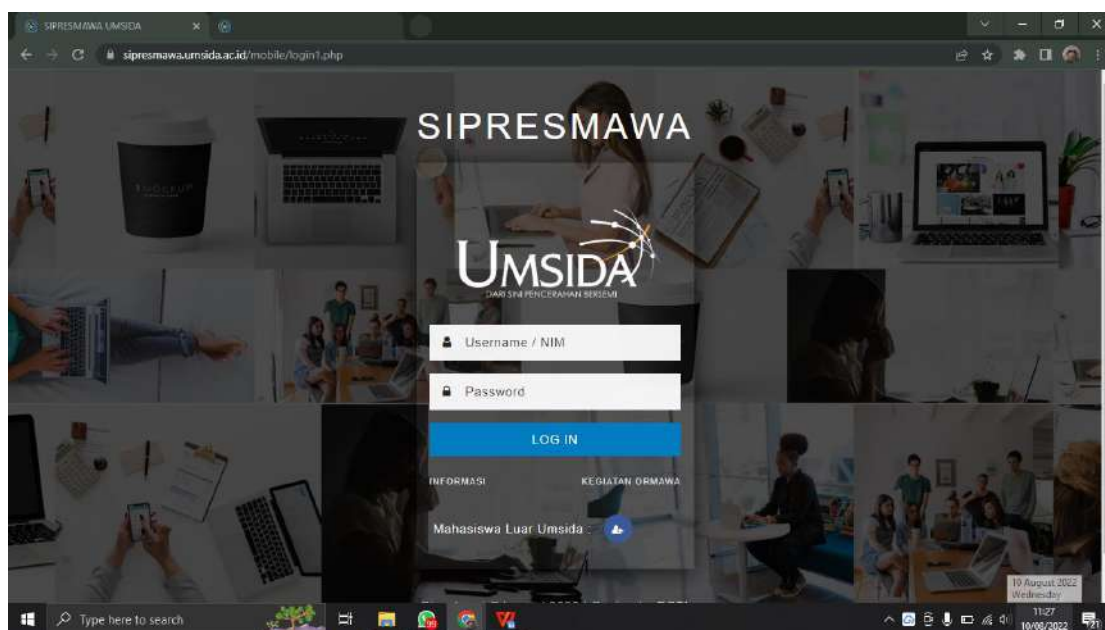 SIPRESMAWA UMSIDA
sipresmawa.umsida.ac.id/mobile/login1.php
SIPRESMAWA
UMSIDA
DARI SINI PENCERAHAN BERSEMI
Username / NIM
Password
LOG IN
INFORMASI KEGIATAN ORMAWA
Mahasiswa Luar Umsida :
10 August 2022
Wednesday
Type here to search
11:27
10/08/2022